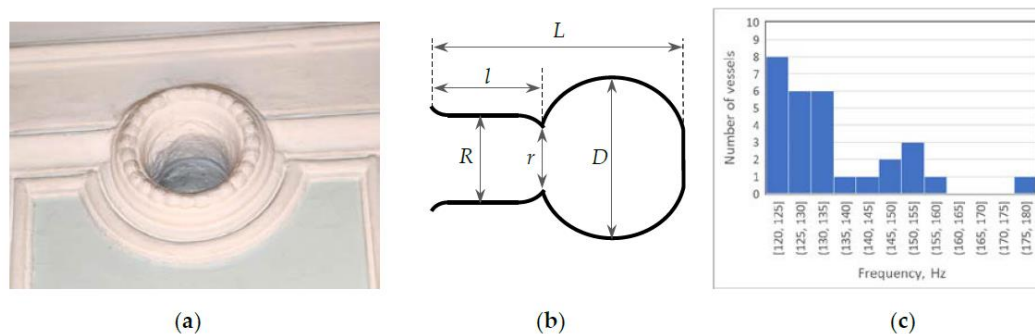 L
l
R
r
D
Number of vessels
10
9
8
7
6
5
4
3
2
1
0
[120, 125]
(125, 130]
(130, 135]
(135, 140]
(140, 145]
(145, 150]
(150, 155]
(155, 160]
(160, 165]
(165, 170]
(170, 175]
(175, 180]
Frequency, Hz
(a)
(b)
(c)